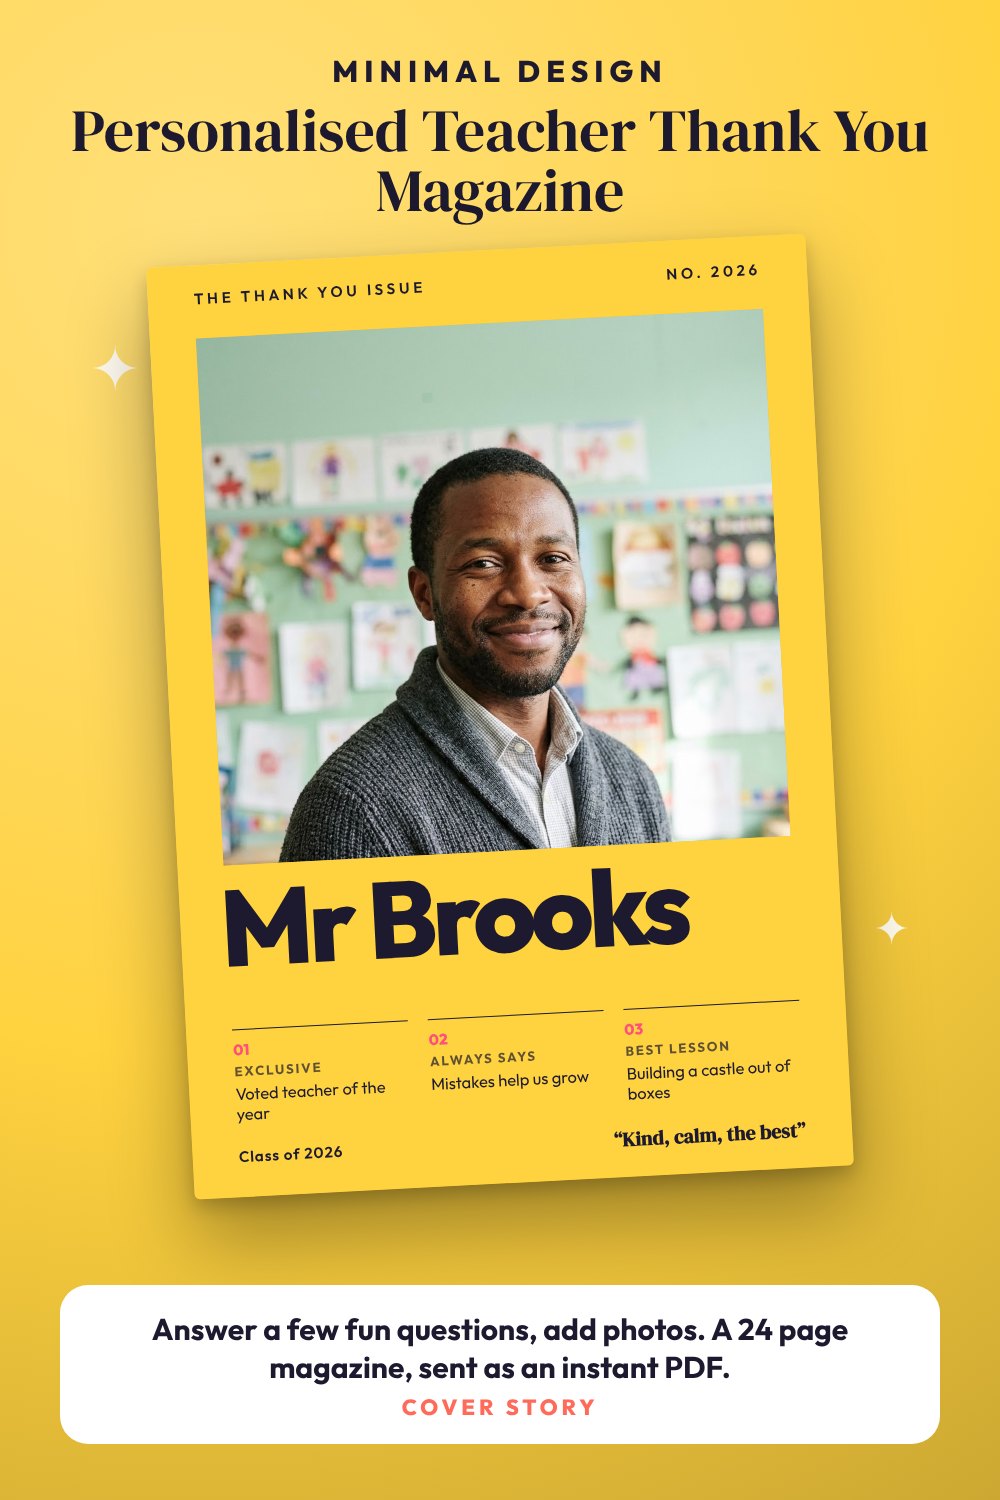 MINIMAL DESIGN
Personalised Teacher Thank You
Magazine
THE THANK YOU ISSUE
NO. 2026
Mr Brooks
01
EXCLUSIVE
Voted teacher of the
year
02
ALWAYS SAYS
Mistakes help us grow
03
BEST LESSON
Building a castle out of
boxes
Class of 2026
“Kind, calm, the best”
Answer a few fun questions, add photos. A 24 page
magazine, sent as an instant PDF.
COVER STORY